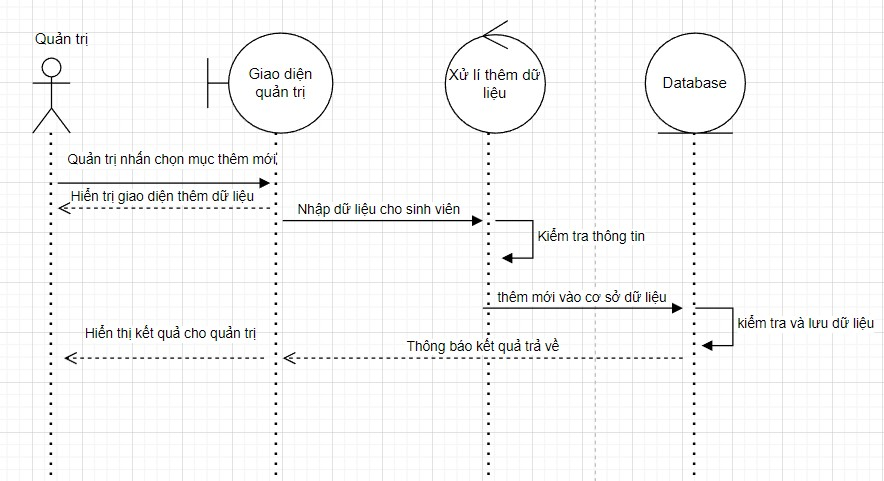 Quản trị
Giao diện
quản trị
Xử lí thêm dữ
liệu
Database
Quản trị nhấn chọn mục thêm mới
Hiển trị giao diện thêm dữ liệu
Nhập dữ liệu cho sinh viên
Kiểm tra thông tin
thêm mới vào cơ sở dữ liệu
kiểm tra và lưu dữ liệu
Hiển thị kết quả cho quản trị
Thông báo kết quả trả về